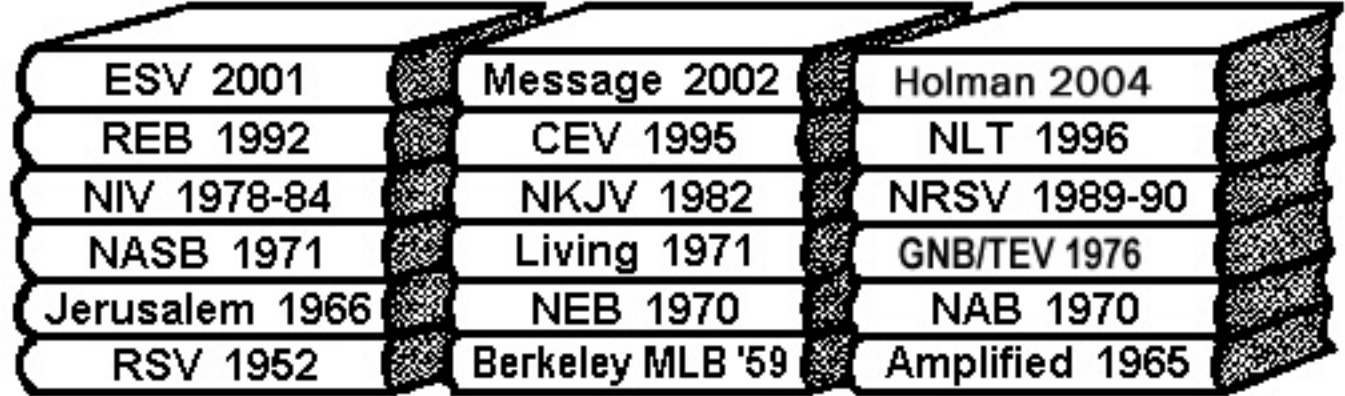 ESV 2001 Message 2002 Holman 2004
REB 1992 CEV 1995 NLT 1996
NIV 1978-84 NKJV 1982 NRSV 1989-90
NASB 1971 Living 1971 GNB/TEV 1976
Jerusalem 1966 NEB 1970 NAB 1970
RSV 1952 Berkeley MLB '59 Amplified 1965